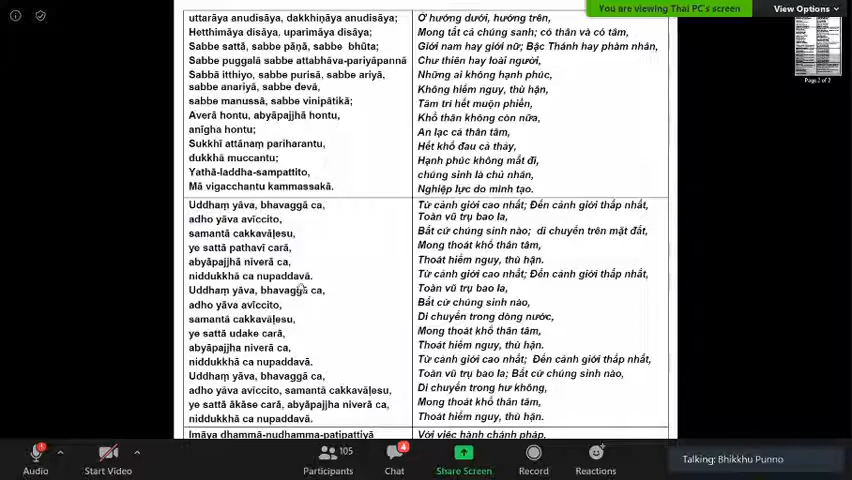 You are viewing Thai PC's screen
View Options
Page 2 of 2
uttarāya anudisāya, dakkhiṇāya anudisāya;
Hetthimāya disāya, uparimāya disāya;
Sabbe sattā, sabbe pāṇā, sabbe bhūta;
Sabbe puggalā sabbe attabhāva-pariyāpannā
Sabbā itthiyo, sabbe purisā, sabbe ariyā,
sabbe anariyā, sabbe devā,
sabbe manussā, sabbe vinipātikā;
Averā hontu, abyāpajjhā hontu,
anīgha hontu;
Sukkhī attānaṃ pariharantu,
dukkhā muccantu;
Yathā-laddha-sampattito,
Mā vigacchantu kammassakā.
Ở hướng dưới, hướng trên,
Mong tất cả chúng sanh; có thân và có tâm,
Giới nam hay giới nữ; Bậc Thánh hay phàm nhân,
Chư thiên hay loài người,
Những ai không hạnh phúc,
Không hiểm nguy, thù hận,
Tâm trí hết muộn phiền,
Khổ thân không còn nữa,
An lạc cả thân tâm,
Hết khổ đau cả thảy,
Hạnh phúc không mất đi,
chúng sinh là chủ nhân,
Nghiệp lực do mình tạo.
Uddhaṃ yāva, bhavaggā ca,
adho yāva avīccito,
samantā cakkavāḷesu,
ye sattā pathavī carā,
abyāpajjhā niverā ca,
niddukkhā ca nupaddavā.
Uddhaṃ yāva, bhavaggā ca,
adho yāva avīccito,
samantā cakkavāḷesu,
ye sattā udake carā,
abyāpajjha niverā ca,
niddukkhā ca nupaddavā.
Uddhaṃ yāva, bhavaggā ca,
adho yāva avīccito, samantā cakkavāḷesu,
ye sattā ākāse carā, abyāpajjha niverā ca,
niddukkhā ca nupaddavā.
Từ cảnh giới cao nhất; Đến cảnh giới thấp nhất,
Toàn vũ trụ bao la,
Bất cứ chúng sinh nào; di chuyển trên mặt đất,
Mong thoát khổ thân tâm,
Thoát hiểm nguy, thù hận.
Từ cảnh giới cao nhất; Đến cảnh giới thấp nhất,
Toàn vũ trụ bao la,
Bất cứ chúng sinh nào,
Di chuyển trong dòng nước,
Mong thoát khổ thân tâm,
Thoát hiểm nguy, thù hận.
Từ cảnh giới cao nhất; Đến cảnh giới thấp nhất,
Toàn vũ trụ bao la; Bất cứ chúng sinh nào,
Di chuyển trong hư không,
Mong thoát khổ thân tâm,
Thoát hiểm nguy, thù hận.
Imāya dhammā-nudhamma-patipattiyā
Với việc hành chánh pháp,
Audio
Start Video
105
Participants
4
Chat
Share Screen
Record
Reactions
Talking: Bhikkhu Punno